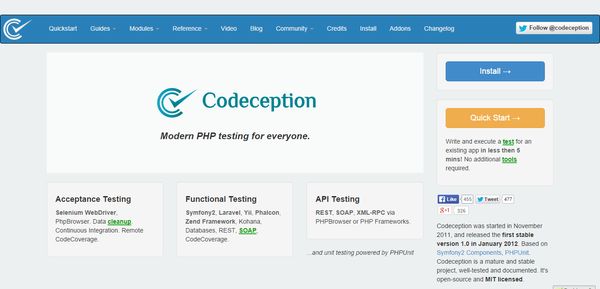 Quickstart Guides Modules Reference Video Blog Community Credits Install Addons Changelog
Follow @codeception
Codeception
Modern PHP testing for everyone.
Install →
Quick Start →
Write and execute a test for an
existing app in less then 5
mins! No additional tools
required.
Acceptance Testing
Selenium WebDriver,
PhpBrowser. Data cleanup.
Continuous Integration. Remote
CodeCoverage.
Functional Testing
Symfony2, Laravel, Yii, Phalcon,
Zend Framework, Kohana,
Databases, REST, SOAP,
CodeCoverage.
API Testing
REST, SOAP, XML-RPC via
PHPBrowser or PHP Frameworks.
...and unit testing powered by PHPUnit
Like 455 Tweet 477
g+1 326
Codeception was started in November
2011, and released the first stable
version 1.0 in January 2012. Based on
Symfony2 Components, PHPUnit.
Codeception is a mature and stable
project, well-tested and documented. It's
open-source and MIT licensed.